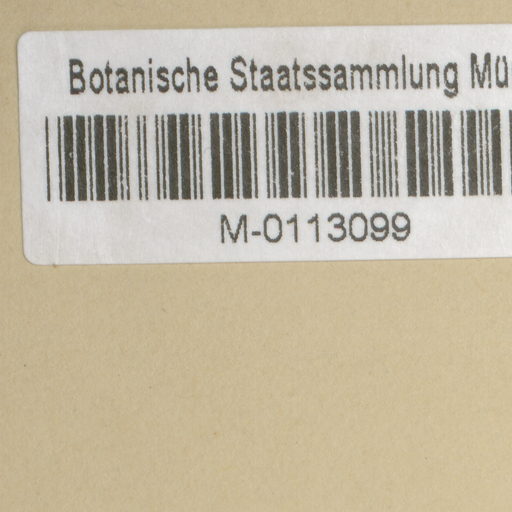 Botanische Staatssammlung Mü
M-0113099